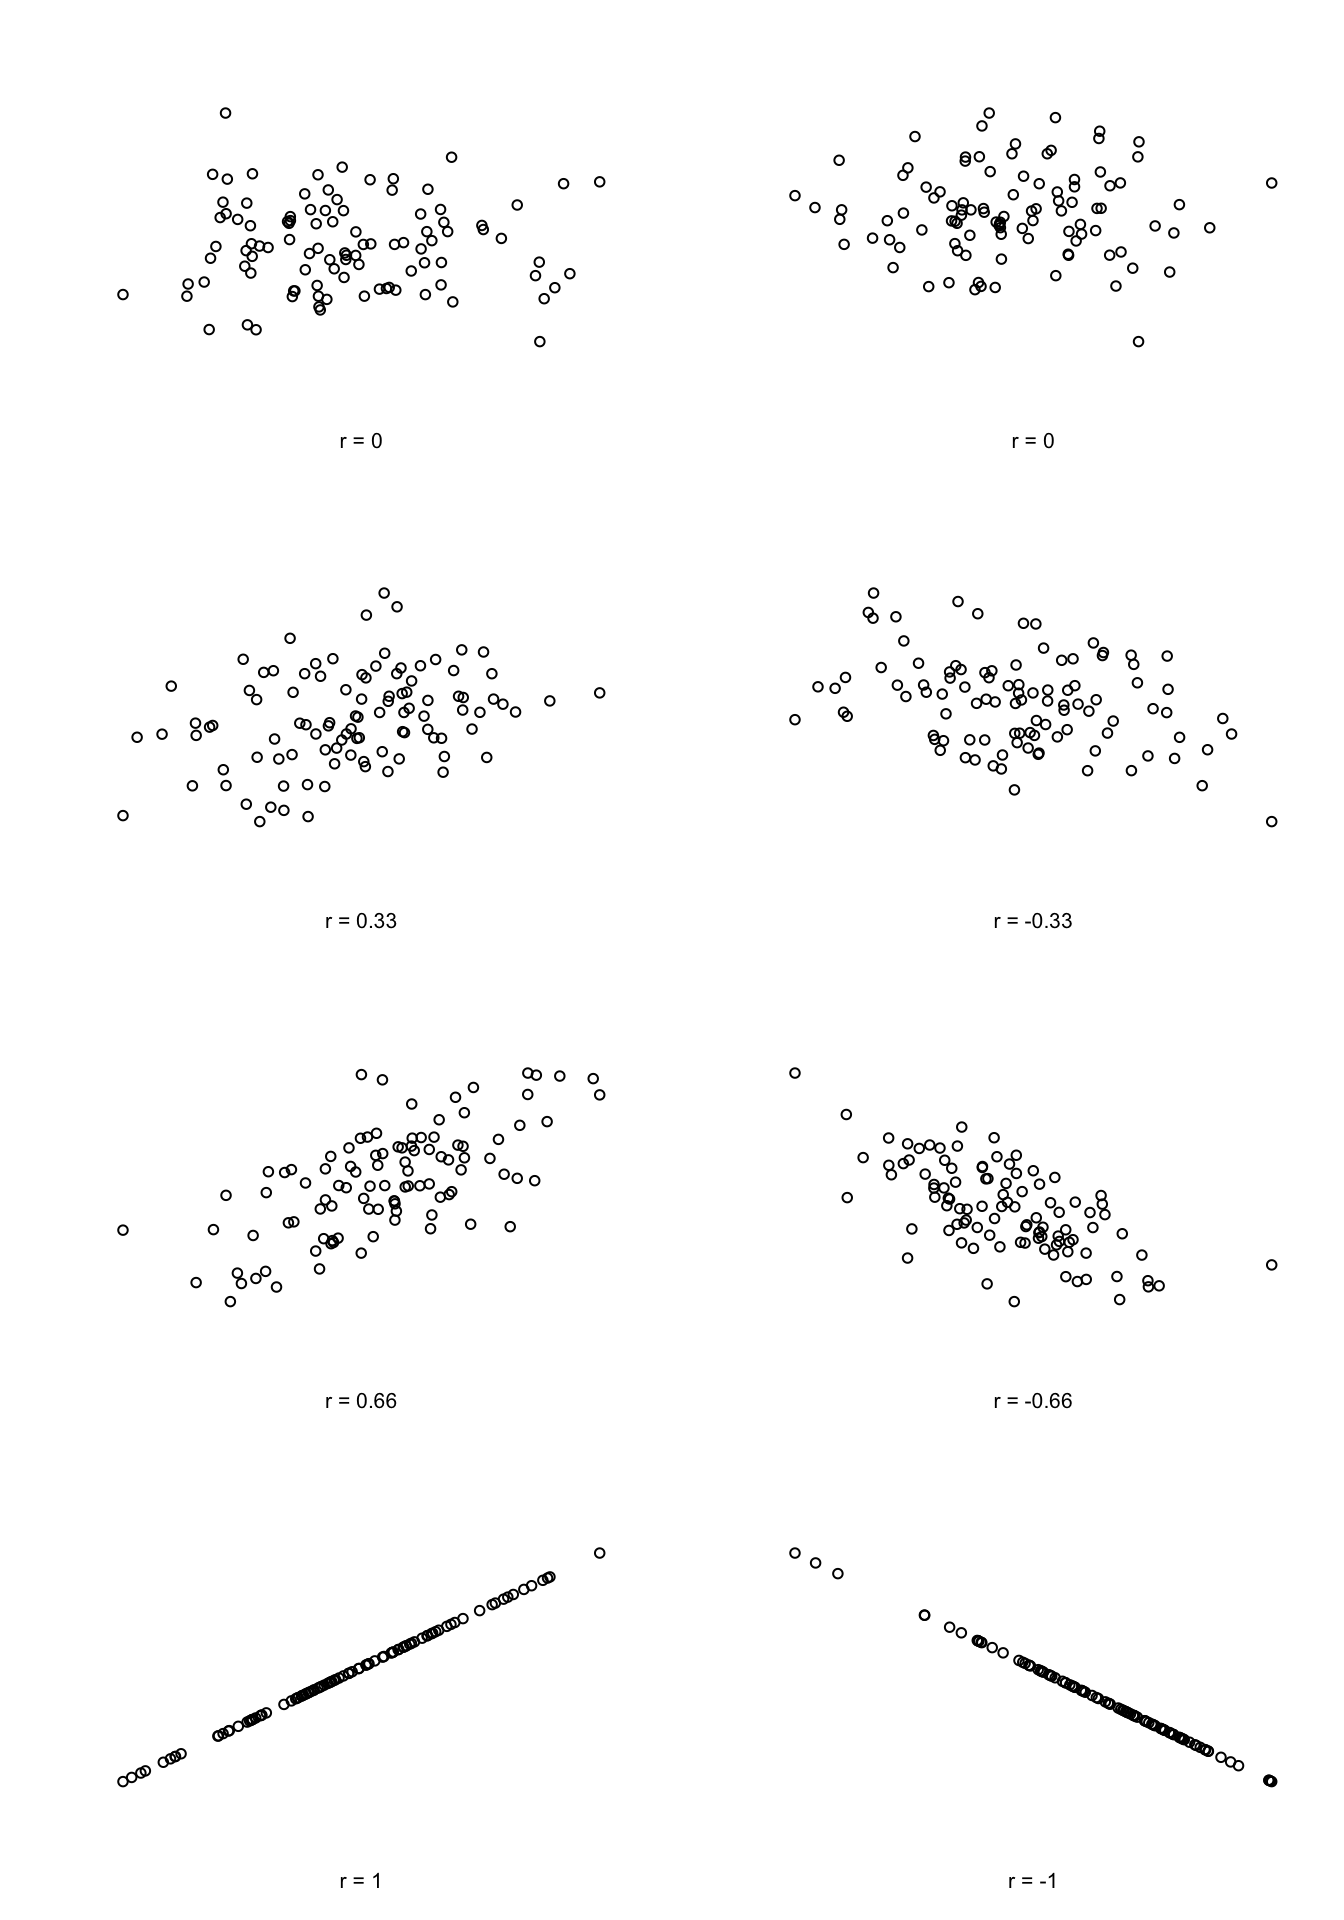 r = 0
r = 0
r = 0.33
r = -0.33
r = 0.66
r = -0.66
r = 1
r = -1